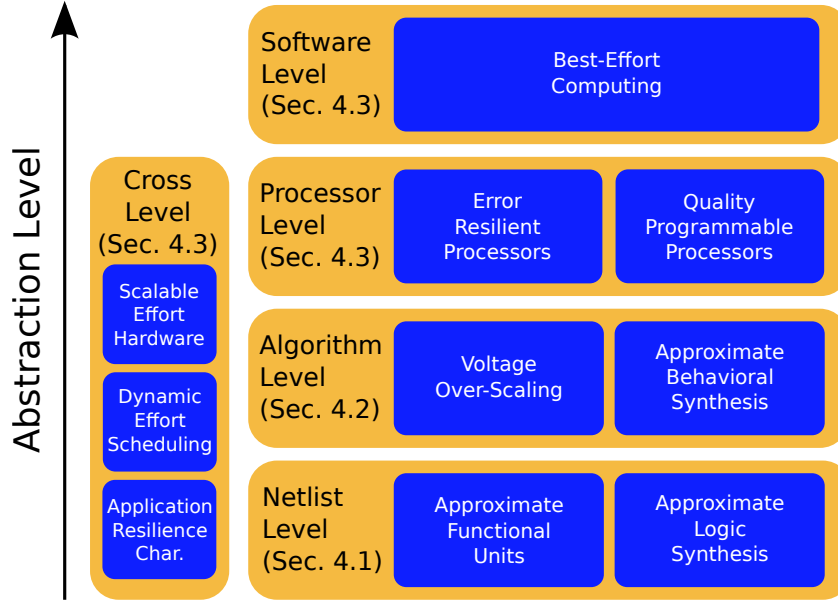 Abstraction Level
Software
Level
(Sec. 4.3)
Best-Effort
Computing
Cross
Level
(Sec. 4.3)
Scalable
Effort
Hardware
Dynamic
Effort
Scheduling
Application
Resilience
Char.
Processor
Level
(Sec. 4.3)
Error
Resilient
Processors
Quality
Programmable
Processors
Algorithm
Level
(Sec. 4.2)
Voltage
Over-Scaling
Approximate
Behavioral
Synthesis
Netlist
Level
(Sec. 4.1)
Approximate
Functional
Units
Approximate
Logic
Synthesis